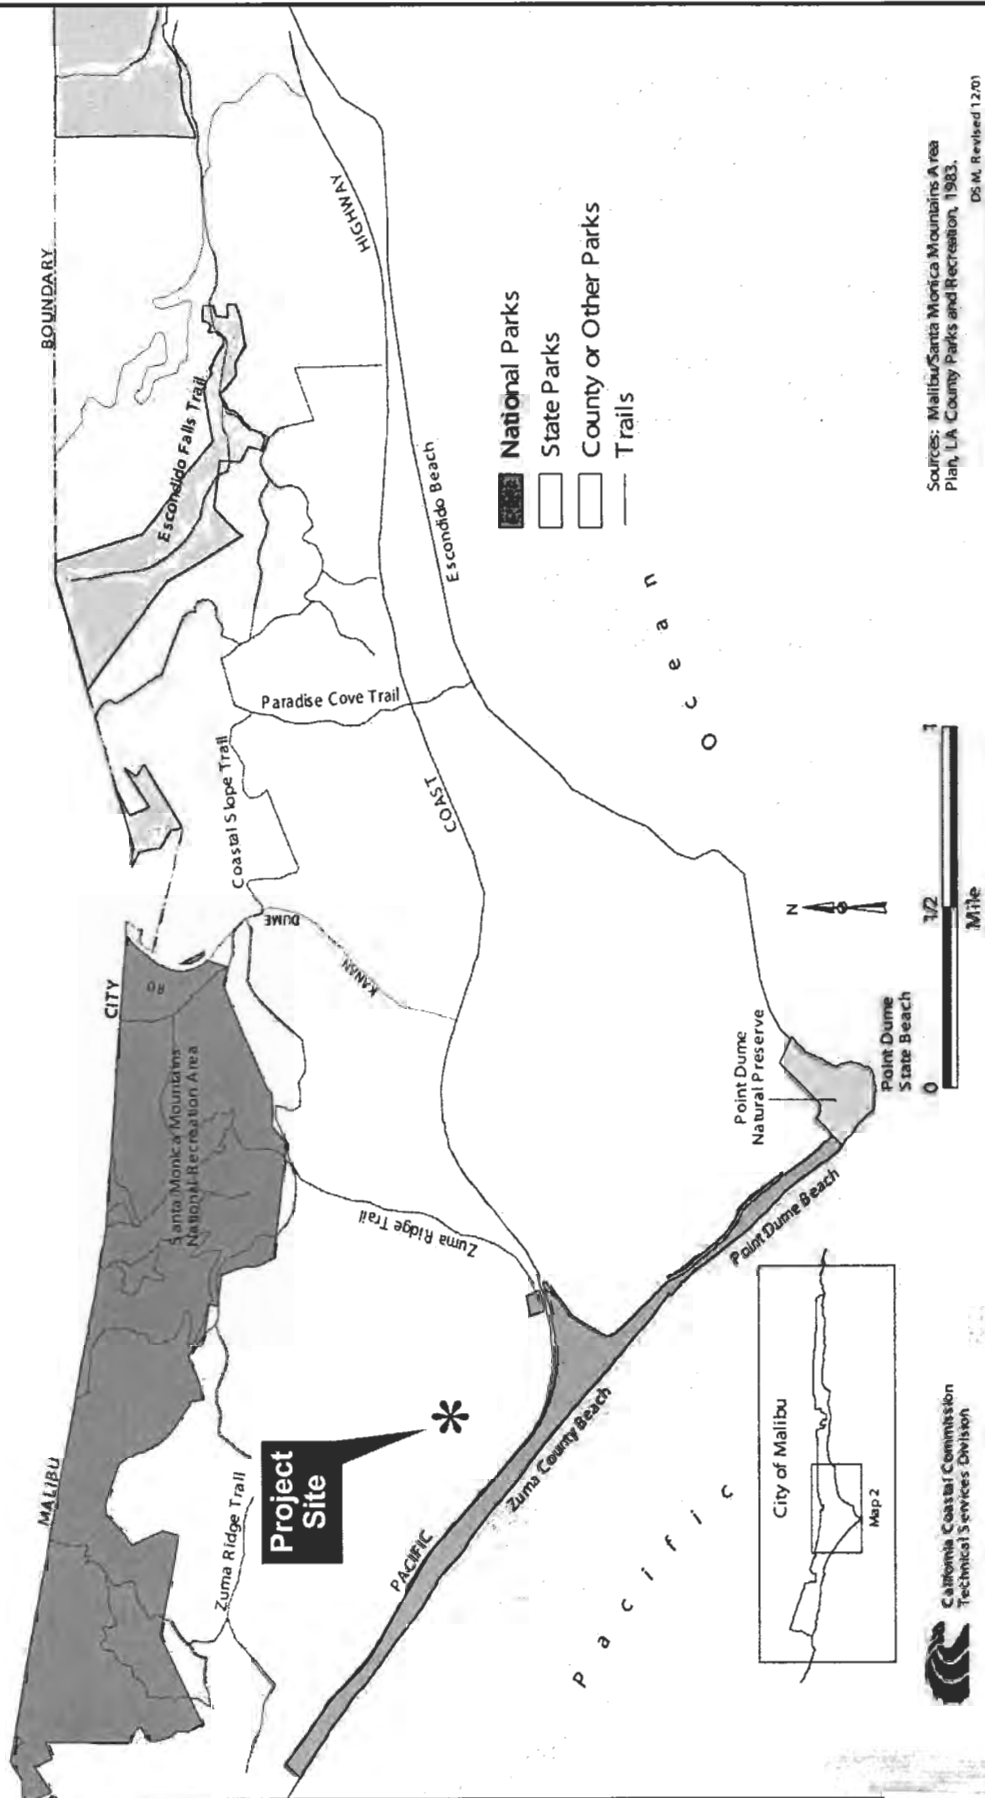 MALIBU
CITY
BOUNDARY
RD
Santa Monica Mountains
National Recreation Area
Escondido Falls Trail
Zuma Ridge Trail
Zuma Ridge Trail
Coastal Slope Trail
Paradise Cove Trail
KANAN
DUME
PACIFIC
COAST
HIGHWAY
Project
Site
*
Zuma County Beach
Point Dume Beach
Escondido Beach
Point Dume
Natural Preserve
Point Dume
State Beach
Pacific
Ocean
National Parks
State Parks
County or Other Parks
Trails
N
0
1/2
1
Mile
City of Malibu
Map 2
California Coastal Commission
Technical Services Division
Sources: Malibu/Santa Monica Mountains Area
Plan, LA County Parks and Recreation, 1983.
DSM, Revised 12/01